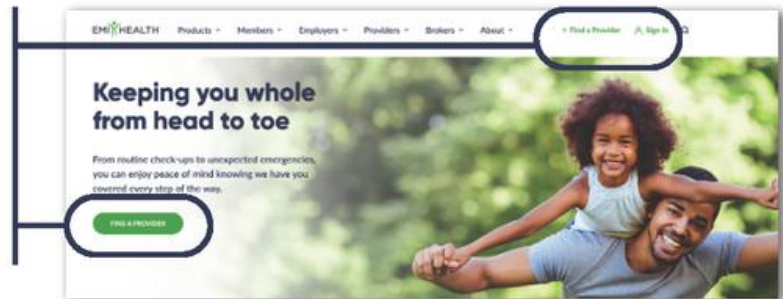 EMI HEALTH Products Members Employers Providers Brokers About + Find a Provider Sign In
Keeping you whole
from head to toe
From routine check-ups to unexpected emergencies,
you can enjoy peace of mind knowing we have you
covered every step of the way.
FIND A PROVIDER